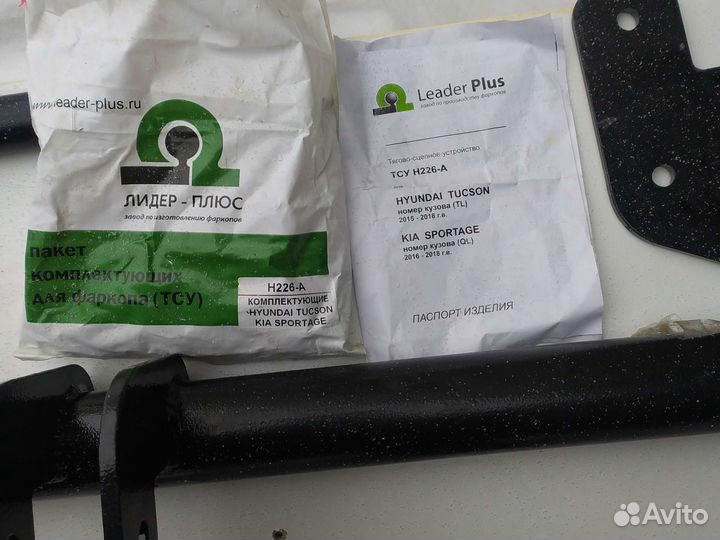 www.leader-plus.ru
ЛИДЕР - ПЛЮС
завод по изготовлению фаркопов
пакет
комплектующих
для фаркопа (ТСУ)
Н226-А
КОМПЛЕКТУЮЩИЕ
HYUNDAI TUCSON
KIA SPORTAGE
Leader Plus
завод по производству фаркопов
Тягово-сцепное устройство
ТСУ Н226-А
HYUNDAI TUCSON
номер кузова (TL)
2015 - 2018 г.в.
KIA SPORTAGE
номер кузова (QL)
2016 - 2018 г.в.
ПАСПОРТ ИЗДЕЛИЯ
Avito